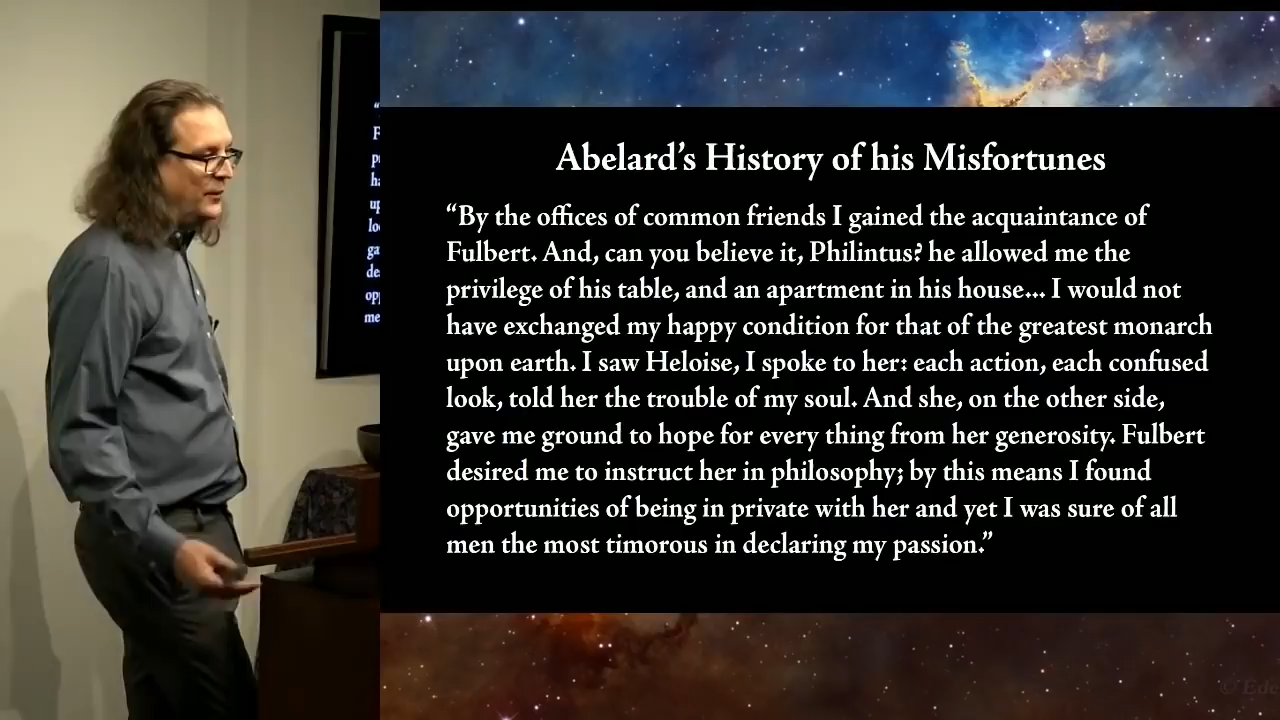 Abelard's History of his Misfortunes
“By the offices of common friends I gained the acquaintance of
Fulbert. And, can you believe it, Philintus? he allowed me the
privilege of his table, and an apartment in his house... I would not
have exchanged my happy condition for that of the greatest monarch
upon earth. I saw Heloise, I spoke to her: each action, each confused
look, told her the trouble of my soul. And she, on the other side,
gave me ground to hope for every thing from her generosity. Fulbert
desired me to instruct her in philosophy; by this means I found
opportunities of being in private with her and yet I was sure of all
men the most timorous in declaring my passion.”